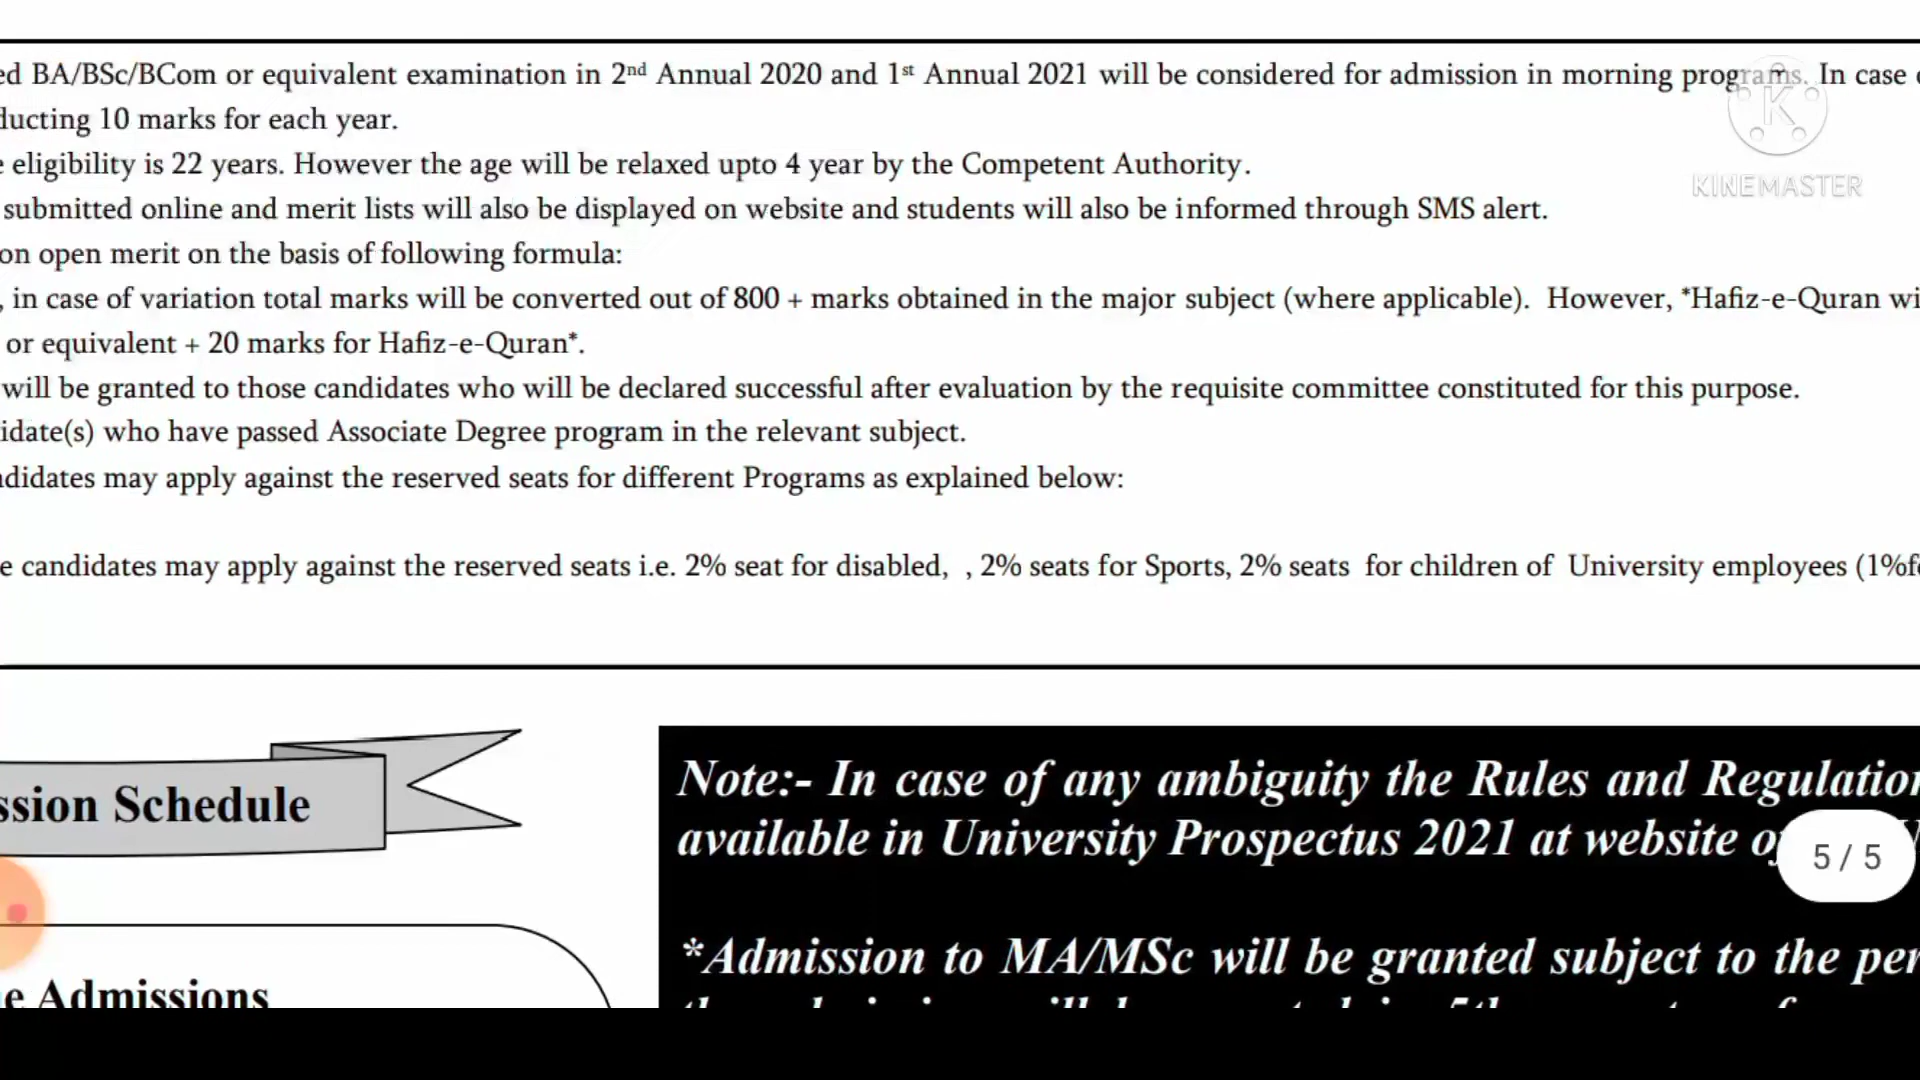 ed BA/BSc/BCom or equivalent examination in 2nd Annual 2020 and 1st Annual 2021 will be considered for admission in morning programs. In case
ducting 10 marks for each year.
eligibility is 22 years. However the age will be relaxed upto 4 year by the Competent Authority.
submitted online and merit lists will also be displayed on website and students will also be informed through SMS alert.
on open merit on the basis of following formula:
, in case of variation total marks will be converted out of 800 + marks obtained in the major subject (where applicable). However, *Hafiz-e-Quran wi
or equivalent + 20 marks for Hafiz-e-Quran*.
will be granted to those candidates who will be declared successful after evaluation by the requisite committee constituted for this purpose.
idate(s) who have passed Associate Degree program in the relevant subject.
didates may apply against the reserved seats for different Programs as explained below:
e candidates may apply against the reserved seats i.e. 2% seat for disabled, , 2% seats for Sports, 2% seats for children of University employees (1%f
ssion Schedule
e Admissions
Note:- In case of any ambiguity the Rules and Regulation
available in University Prospectus 2021 at website
*Admission to MA/MSc will be granted subject to the per
K
KINEMASTER
5 / 5